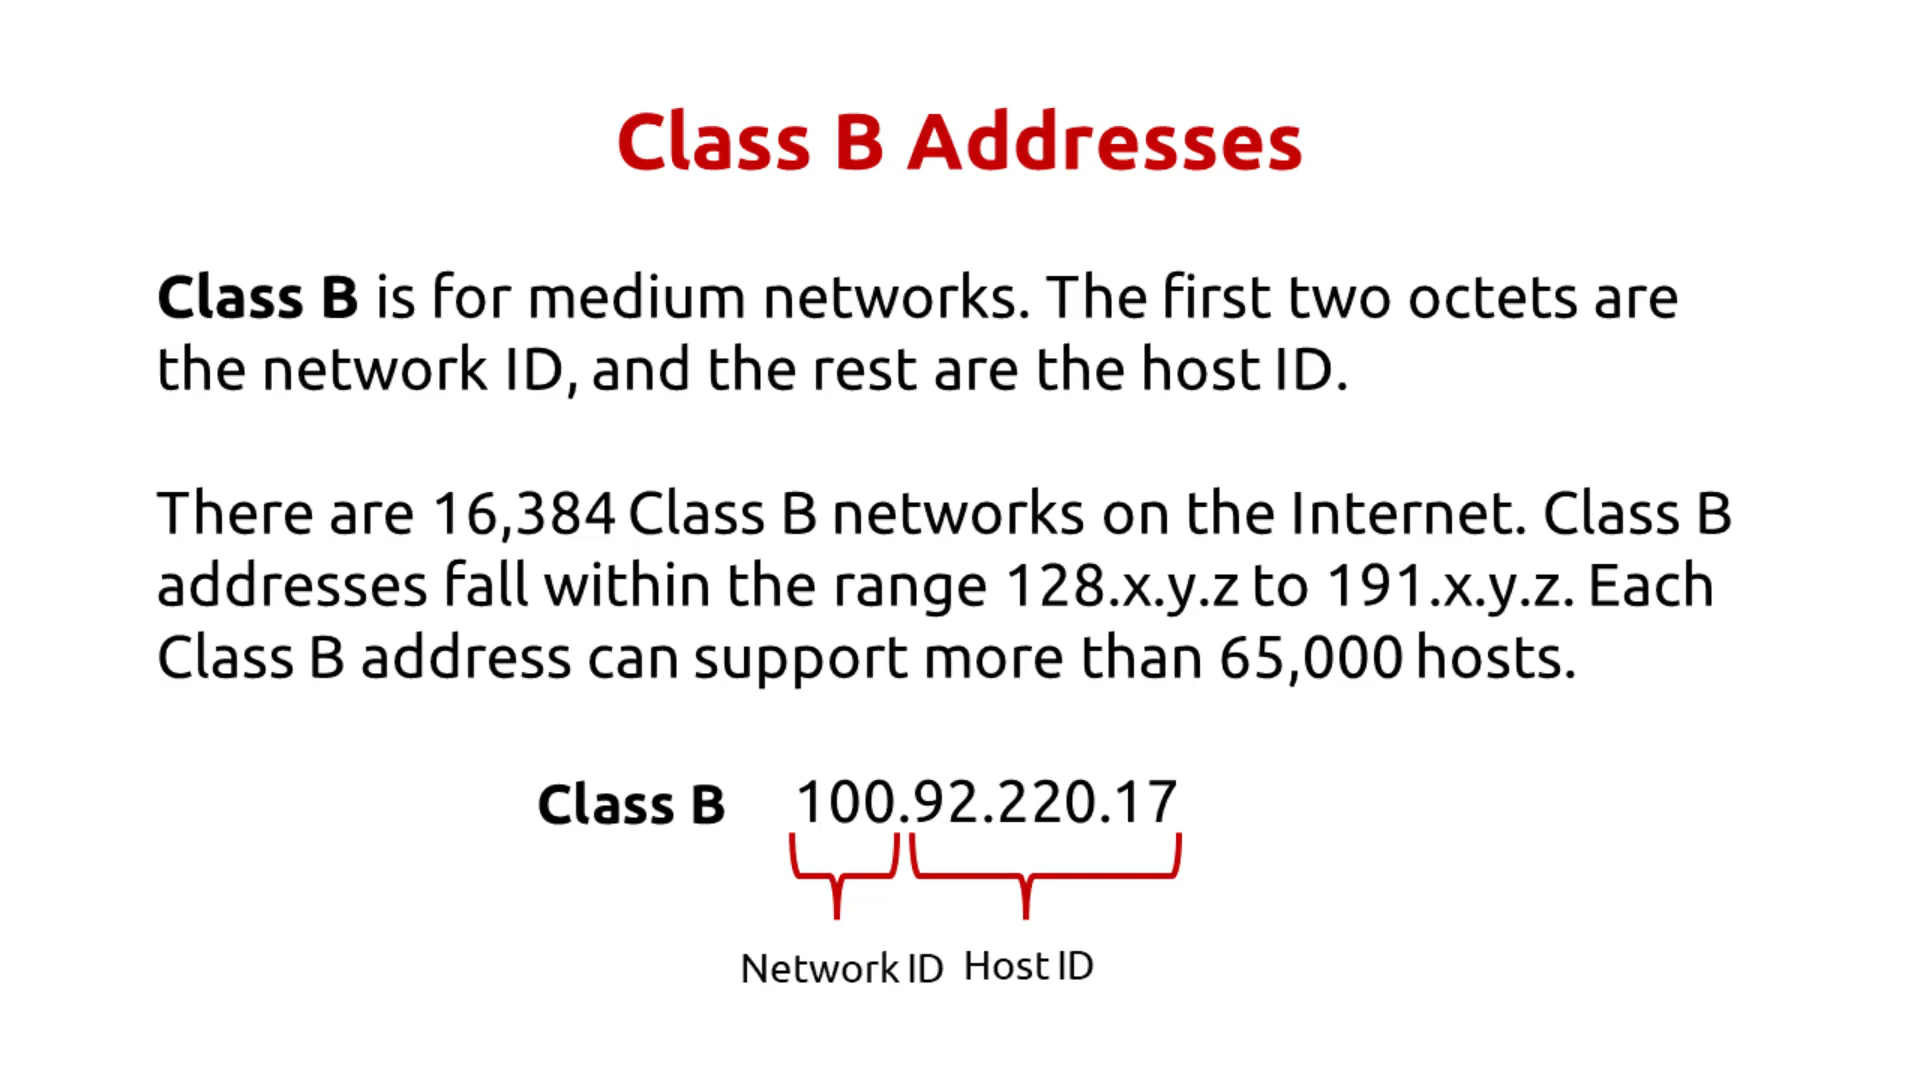 Class B Addresses
Class B is for medium networks. The first two octets are
the network ID, and the rest are the host ID.
There are 16,384 Class B networks on the Internet. Class B
addresses fall within the range 128.x.y.z to 191.x.y.z. Each
Class B address can support more than 65,000 hosts.
Class B 100.92.220.17
Network ID Host ID